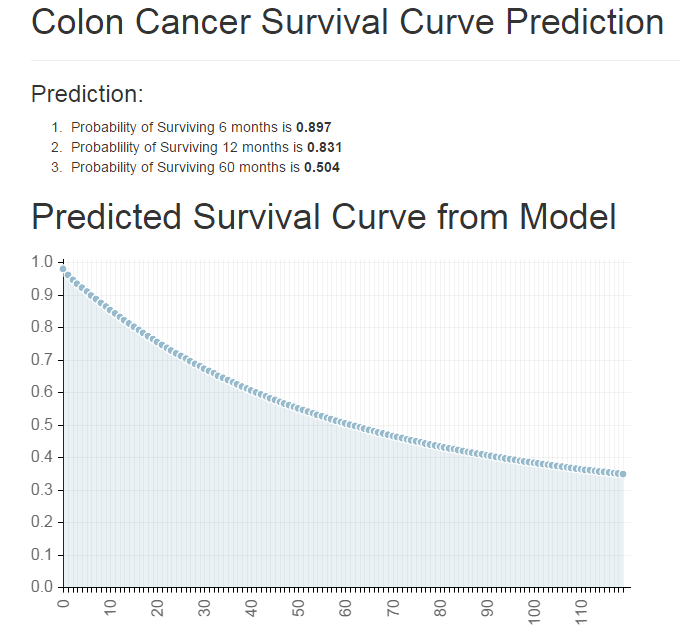 Colon Cancer Survival Curve Prediction
Prediction:
1. Probability of Surviving 6 months is 0.897
2. Probablility of Surviving 12 months is 0.831
3. Probability of Surviving 60 months is 0.504
Predicted Survival Curve from Model
1.0
0.9
0.8
0.7
0.6
0.5
0.4
0.3
0.2
0.1
0.0
0 10 20 30 40 50 60 70 80 90 100 110